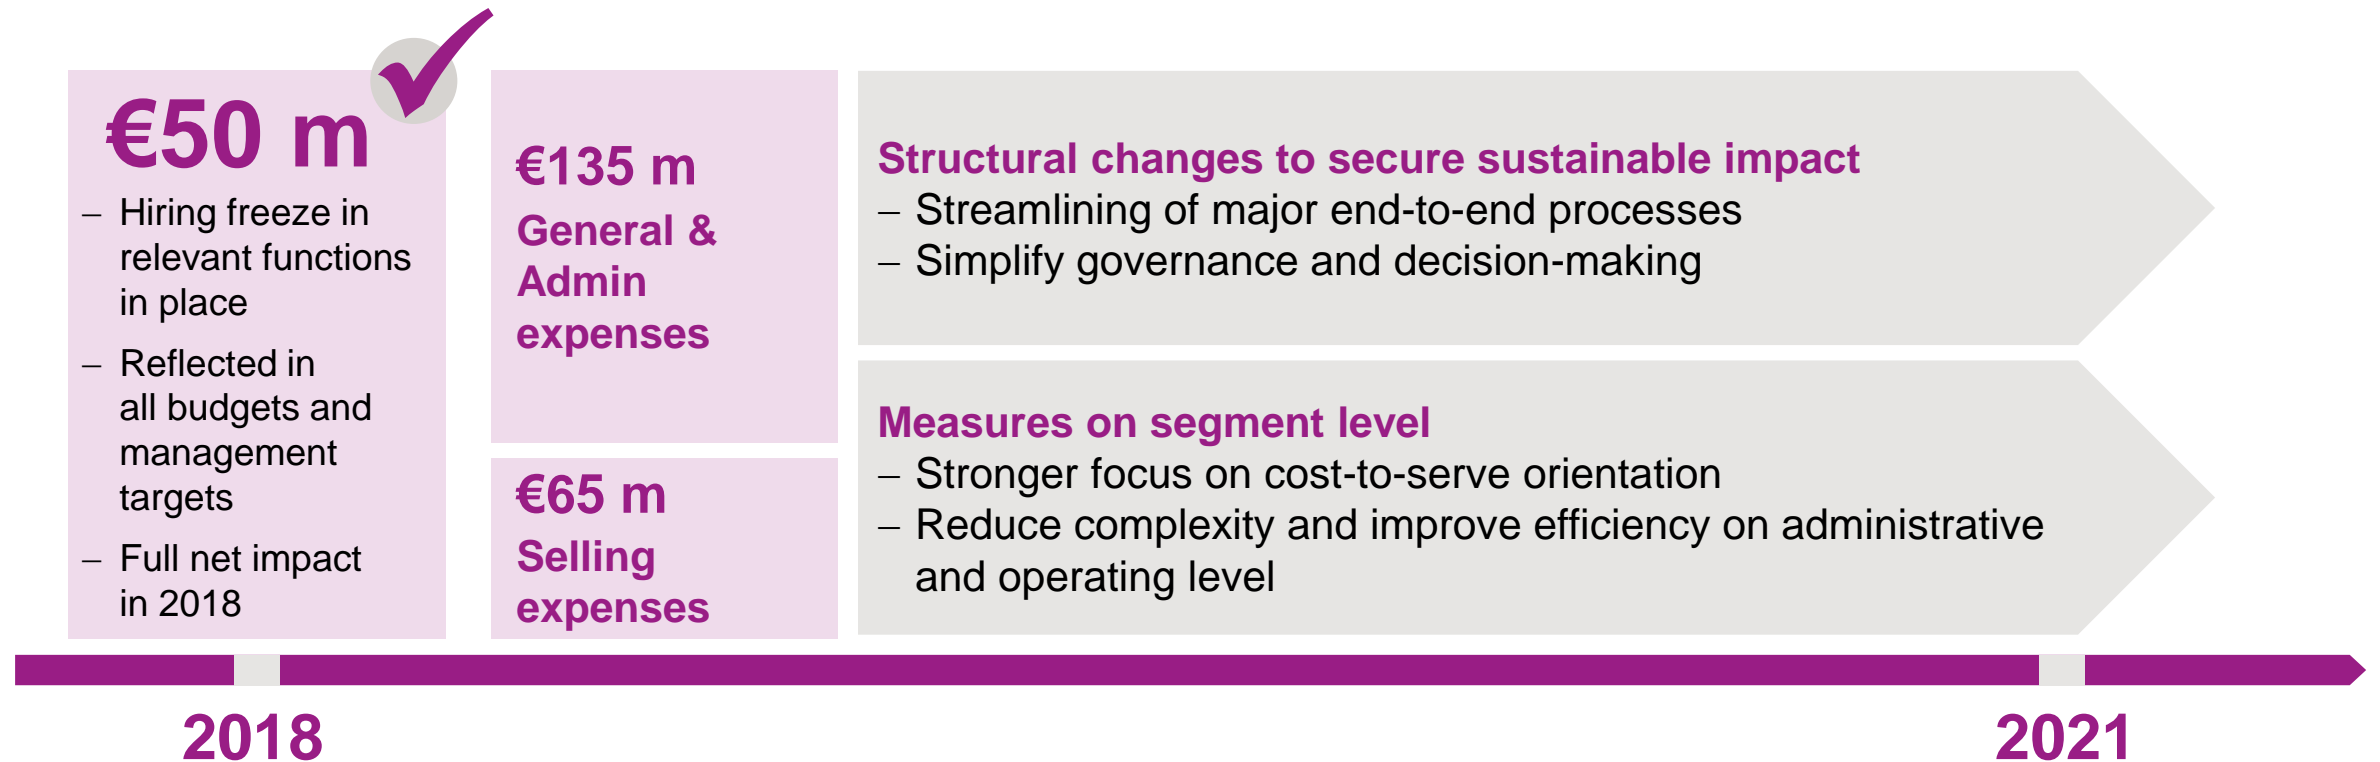 €50 m
– Hiring freeze in
relevant functions
in place
– Reflected in
all budgets and
management
targets
– Full net impact
in 2018
€135 m
General &
Admin
expenses
€65 m
Selling
expenses
Structural changes to secure sustainable impact
– Streamlining of major end-to-end processes
– Simplify governance and decision-making
Measures on segment level
– Stronger focus on cost-to-serve orientation
– Reduce complexity and improve efficiency on administrative
and operating level
2018
2021